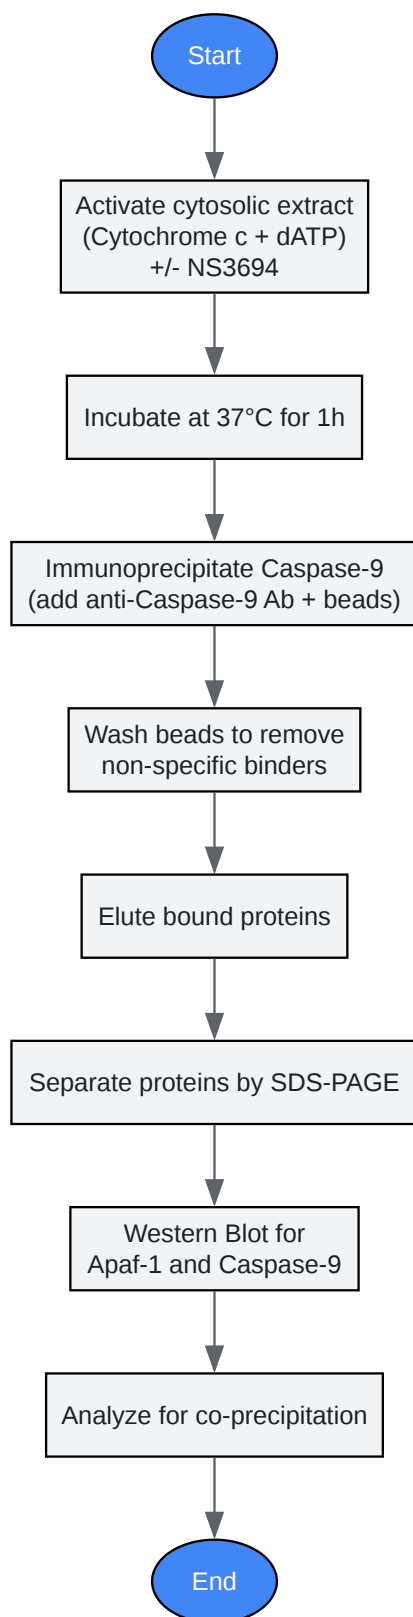 Start
Activate cytosolic extract
(Cytochrome c + dATP)
+/- NS3694
Incubate at 37°C for 1h
Immunoprecipitate Caspase-9
(add anti-Caspase-9 Ab + beads)
Wash beads to remove
non-specific binders
Elute bound proteins
Separate proteins by SDS-PAGE
Western Blot for
Apaf-1 and Caspase-9
Analyze for co-precipitation
End